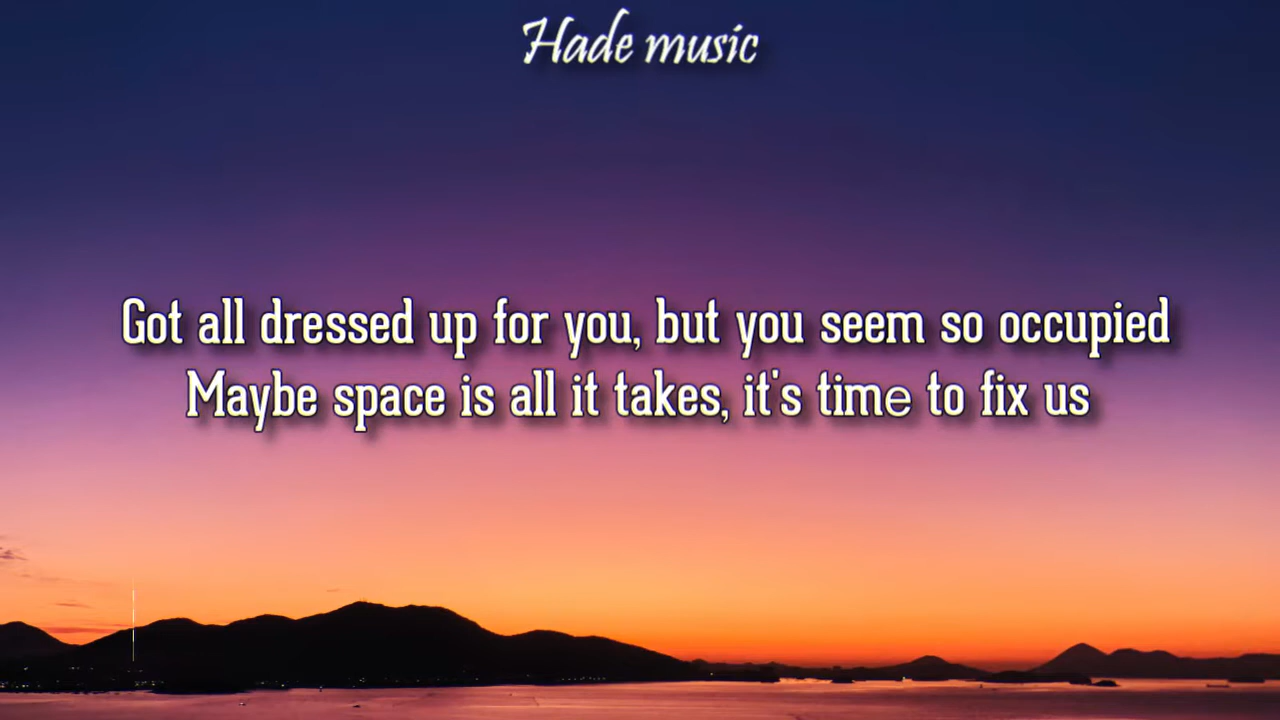 Hade music
Got all dressed up for you, but you seem so occupied
Maybe space is all it takes, it's time to fix us